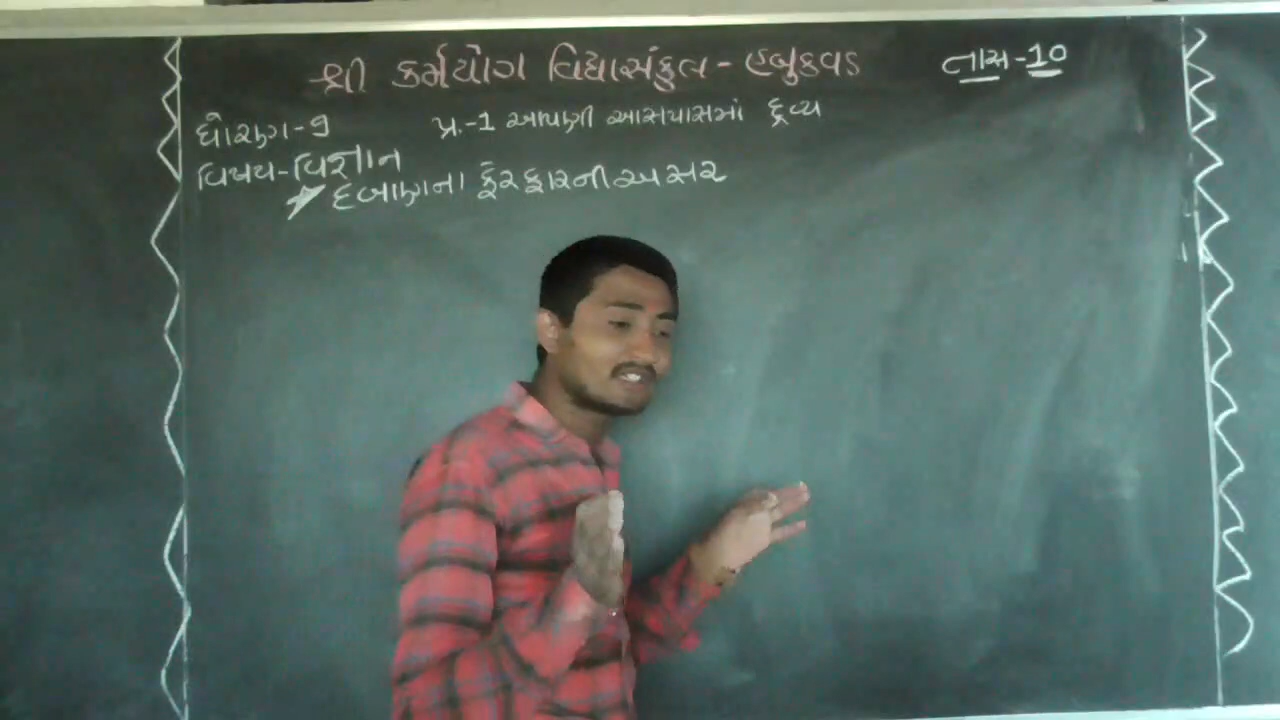 શ્રી કર્મયોગ વિદ્યાસંકુલ - હબુકવડ
તાસ-10
ધોરણ-9
પ્ર.-1 આપણી આસપાસમાં દ્રવ્ય
વિષય-વિજ્ઞાન
દબાણના ફેરફારની અસર